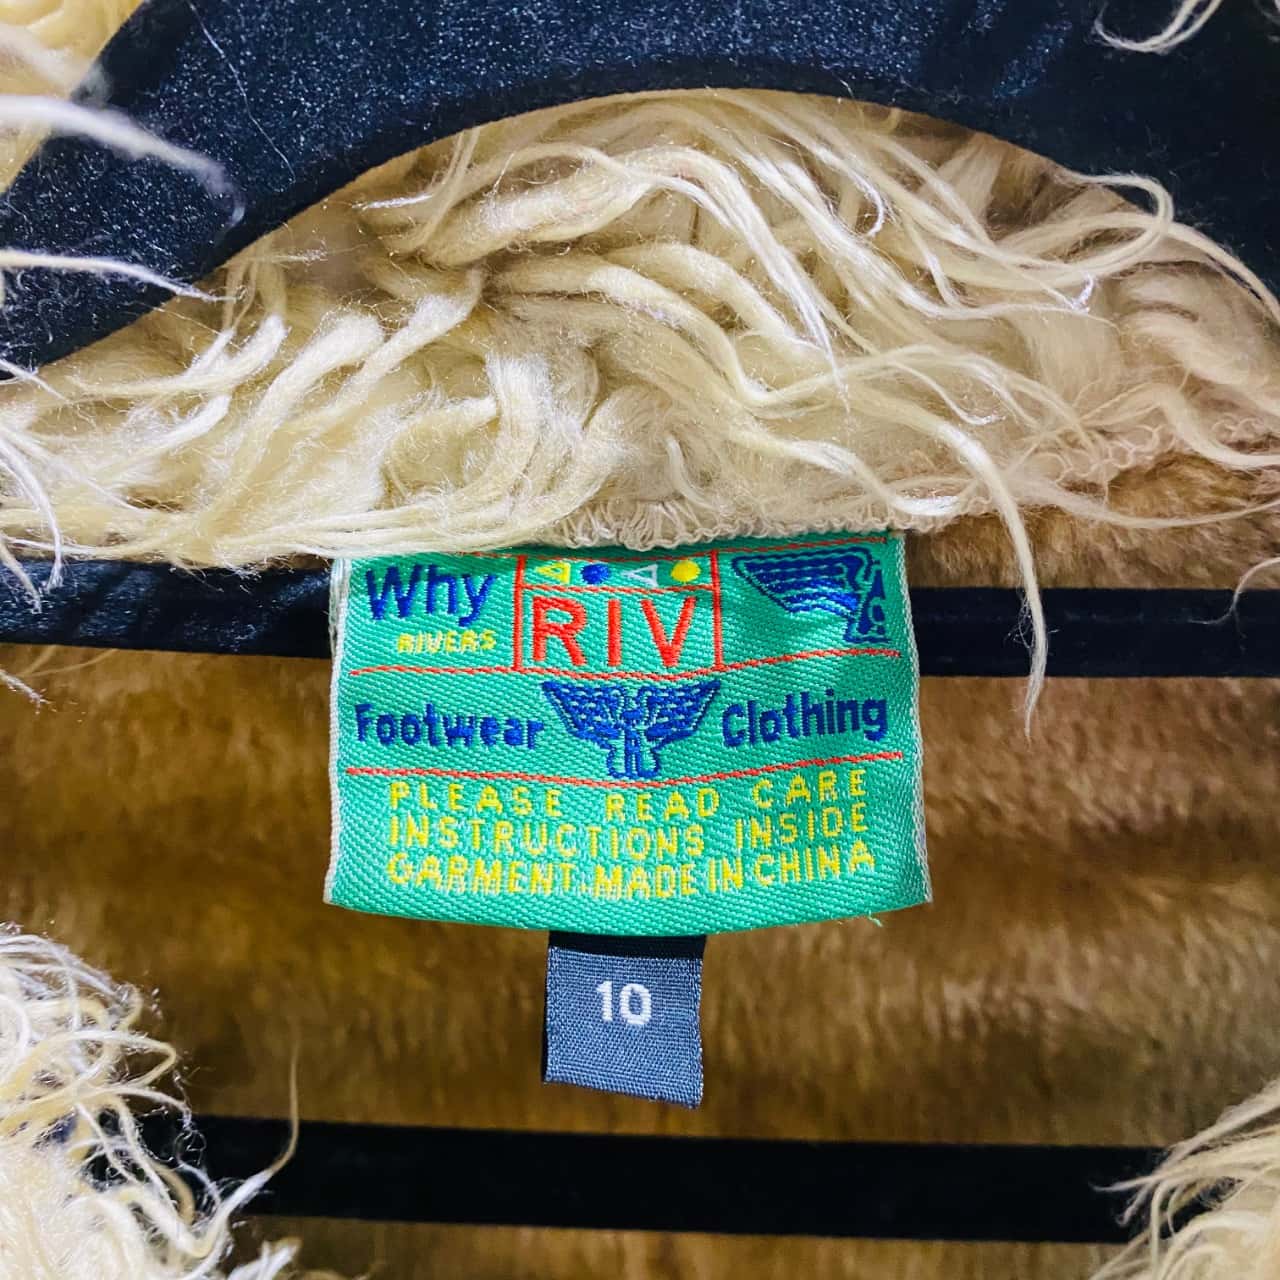 Why
RIVERS
RIV
Footwear Clothing
PLEASE READ CARE
INSTRUCTIONS INSIDE
GARMENT.MADE IN CHINA
10